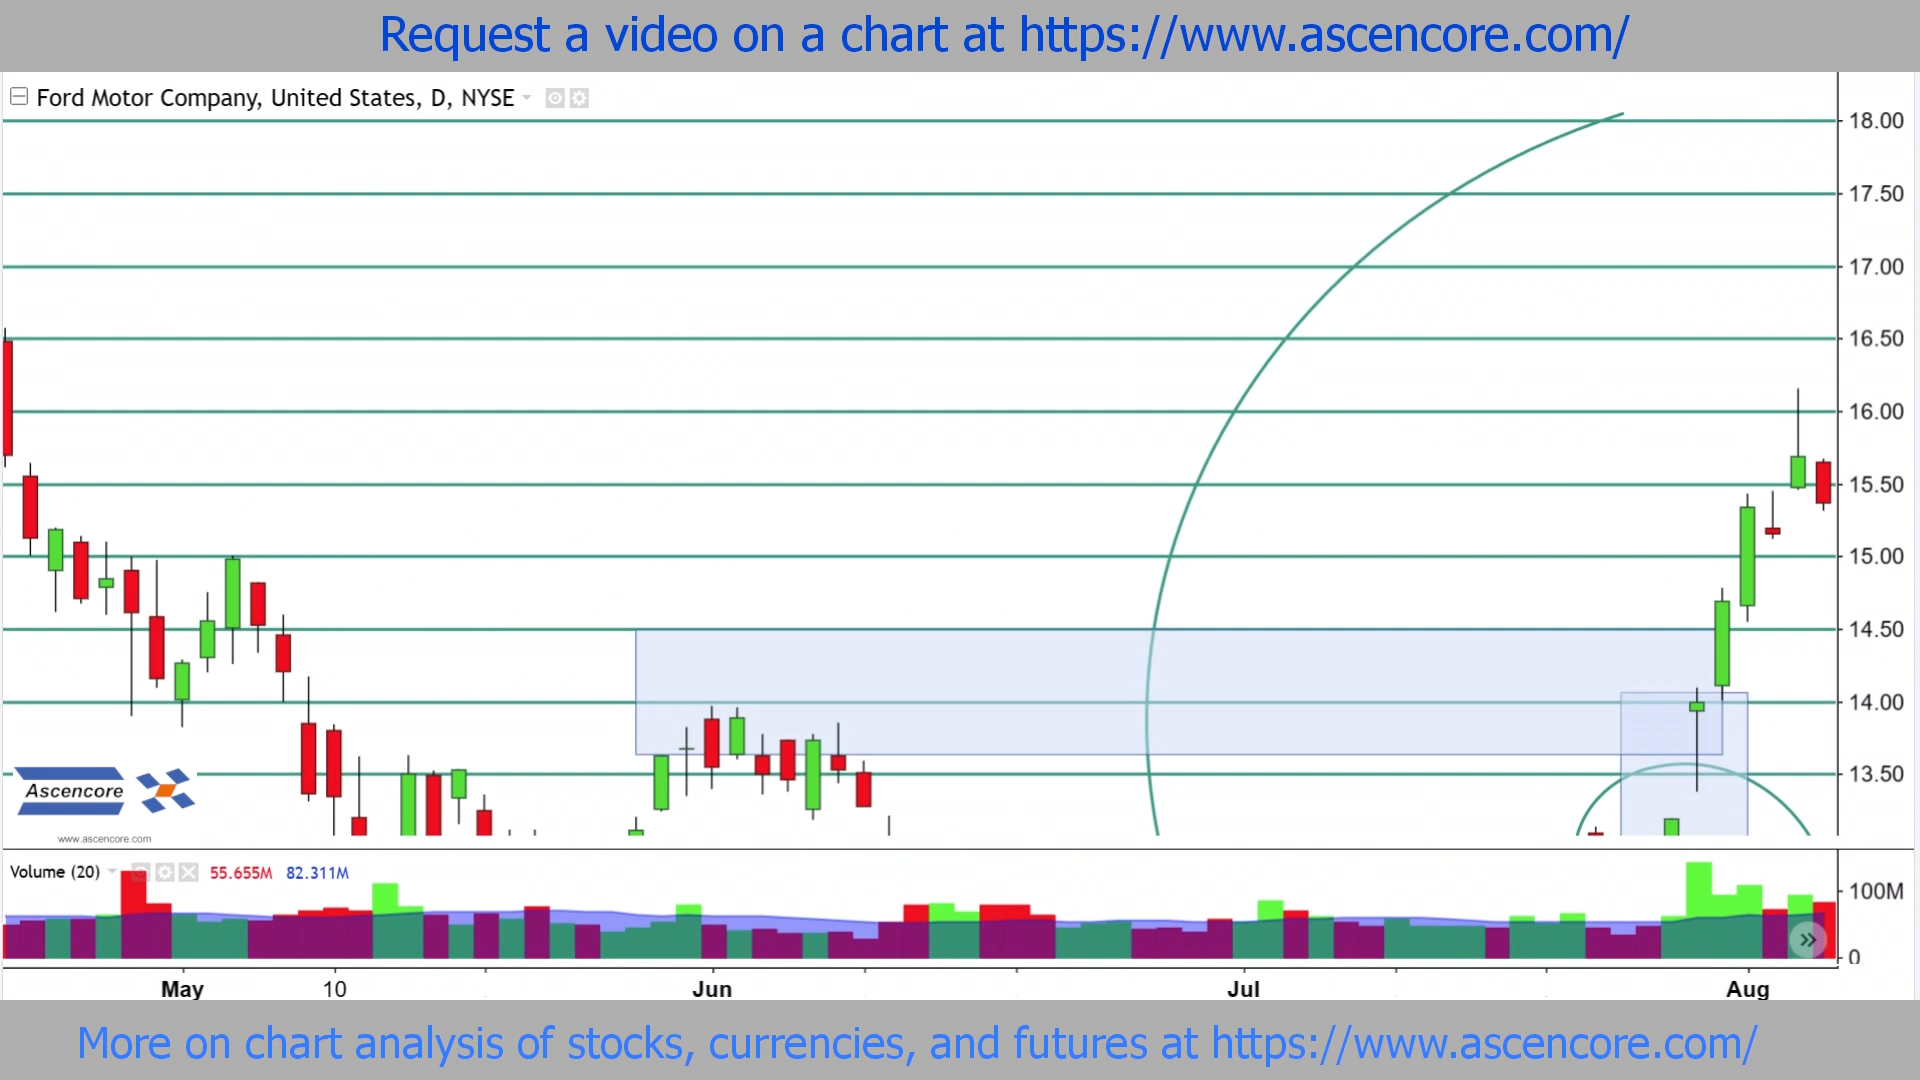 Request a video on a chart at https://www.ascencore.com/
Ford Motor Company, United States, D, NYSE
18.00
17.50
17.00
16.50
16.00
15.50
15.00
14.50
14.00
13.50
Ascencore
www.ascencore.com
Volume (20) 55.655M 82.311M
100M
0
May 10 Jun Jul Aug
More on chart analysis of stocks, currencies, and futures at https://www.ascencore.com/